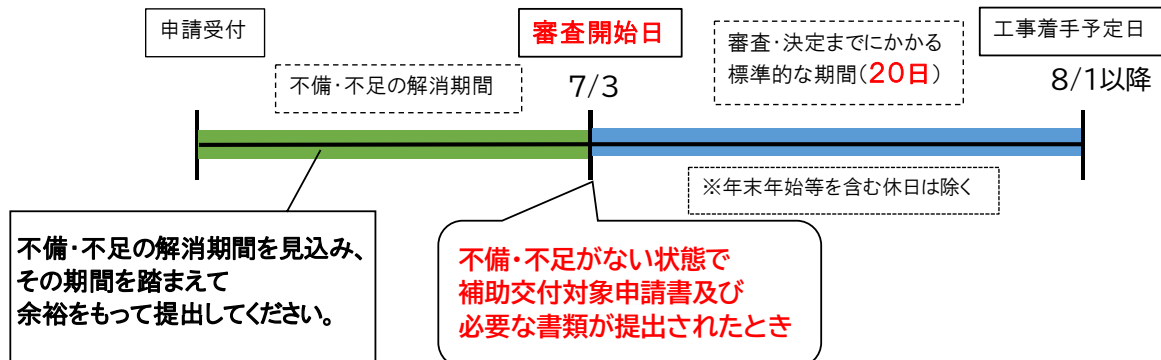 申請受付
審査開始日
審査・決定までにかかる
標準的な期間（20日）
工事着手予定日
不備・不足の解消期間
7/3
8/1以降
※年末年始等を含む休日は除く
不備・不足の解消期間を見込み、
その期間を踏まえて
余裕をもって提出してください。
不備・不足がない状態で
補助交付対象申請書及び
必要な書類が提出されたとき